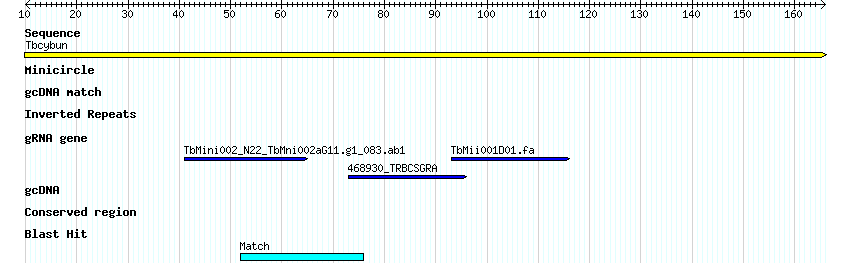 10 20 30 40 50 60 70 80 90 100 110 120 130 140 150 160
Sequence
Tbcybun
Minicircle
gcDNA match
Inverted Repeats
gRNA gene
TbMini002_N22_TbMni002aG11.g1_083.ab1 TbMii001D01.fa
468930_TRBCSGRA
gcDNA
Conserved region
Blast Hit
Match